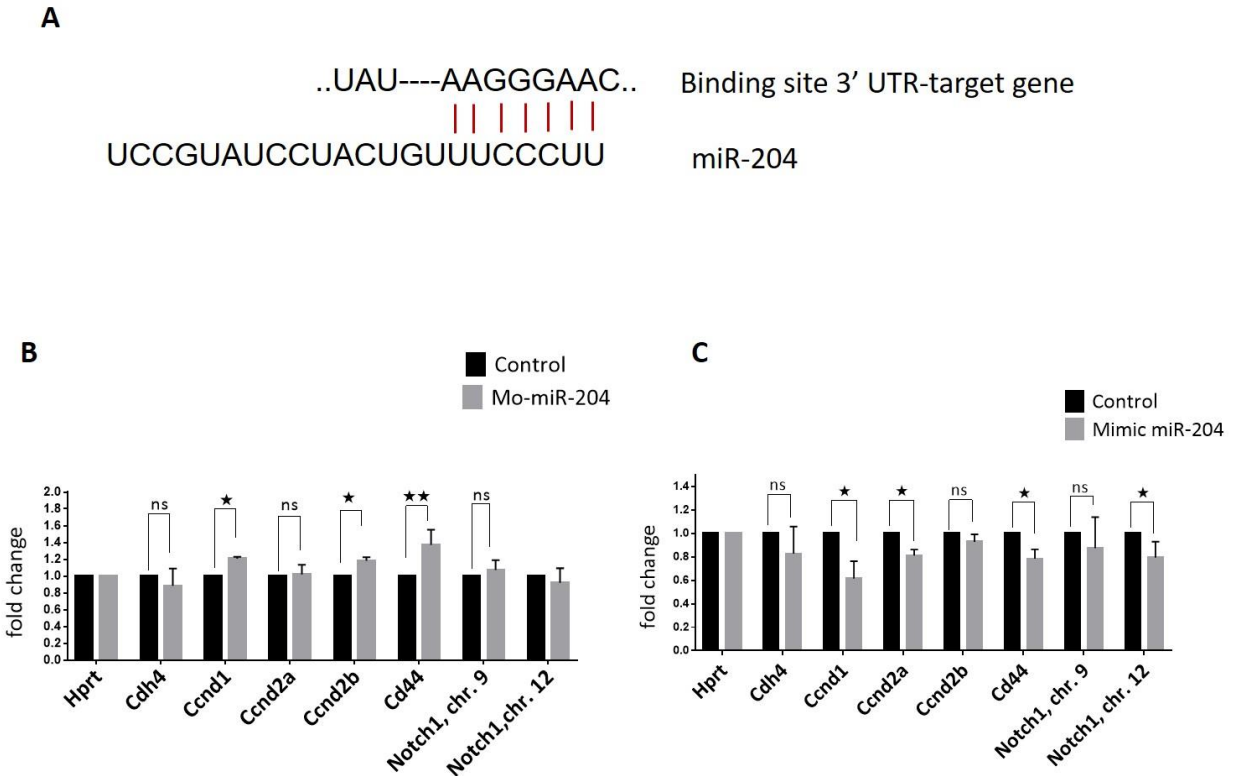 A
..UAU----AAGGGAAC.. Binding site 3’ UTR-target gene
UCCGUAUCCUACUGUUUCCCUU miR-204
B
Control
Mo-miR-204
fold change
2.0
1.8
1.6
1.4
1.2
1.0
0.8
0.6
0.4
0.2
0.0
ns
★
ns
★
★★
ns
Hprt
Cdh4
Ccnd1
Ccnd2a
Ccnd2b
Cd44
Notch1, chr. 9
Notch1,chr. 12
C
Control
Mimic miR-204
fold change
1.4
1.2
1.0
0.8
0.6
0.4
0.2
0.0
ns
★
★
ns
★
ns
★
Hprt
Cdh4
Ccnd1
Ccnd2a
Ccnd2b
Cd44
Notch1, chr. 9
Notch1, chr. 12